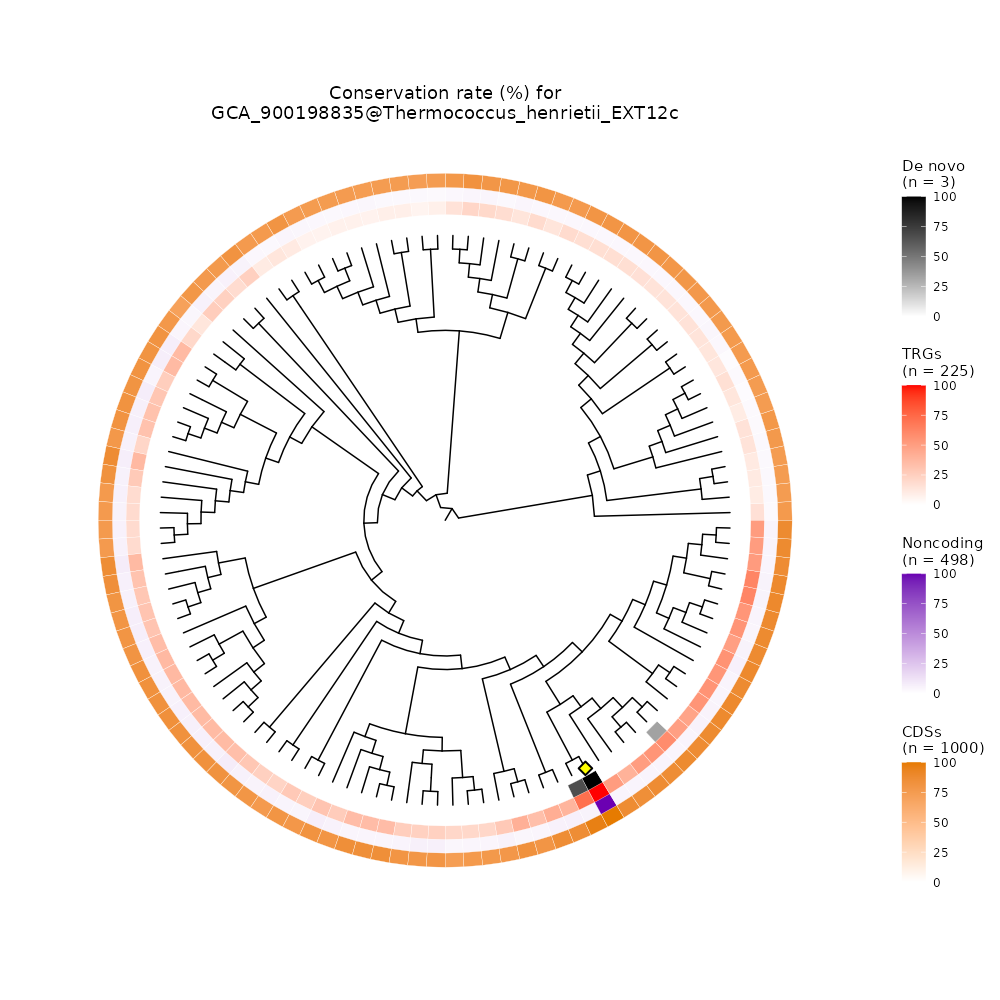 Conservation rate (%) for
GCA_900198835@Thermococcus_henrietii_EXT12c
De novo
(n = 3)
100
75
50
25
0
TRGs
(n = 225)
100
75
50
25
0
Noncoding
(n = 498)
100
75
50
25
0
CDSs
(n = 1000)
100
75
50
25
0